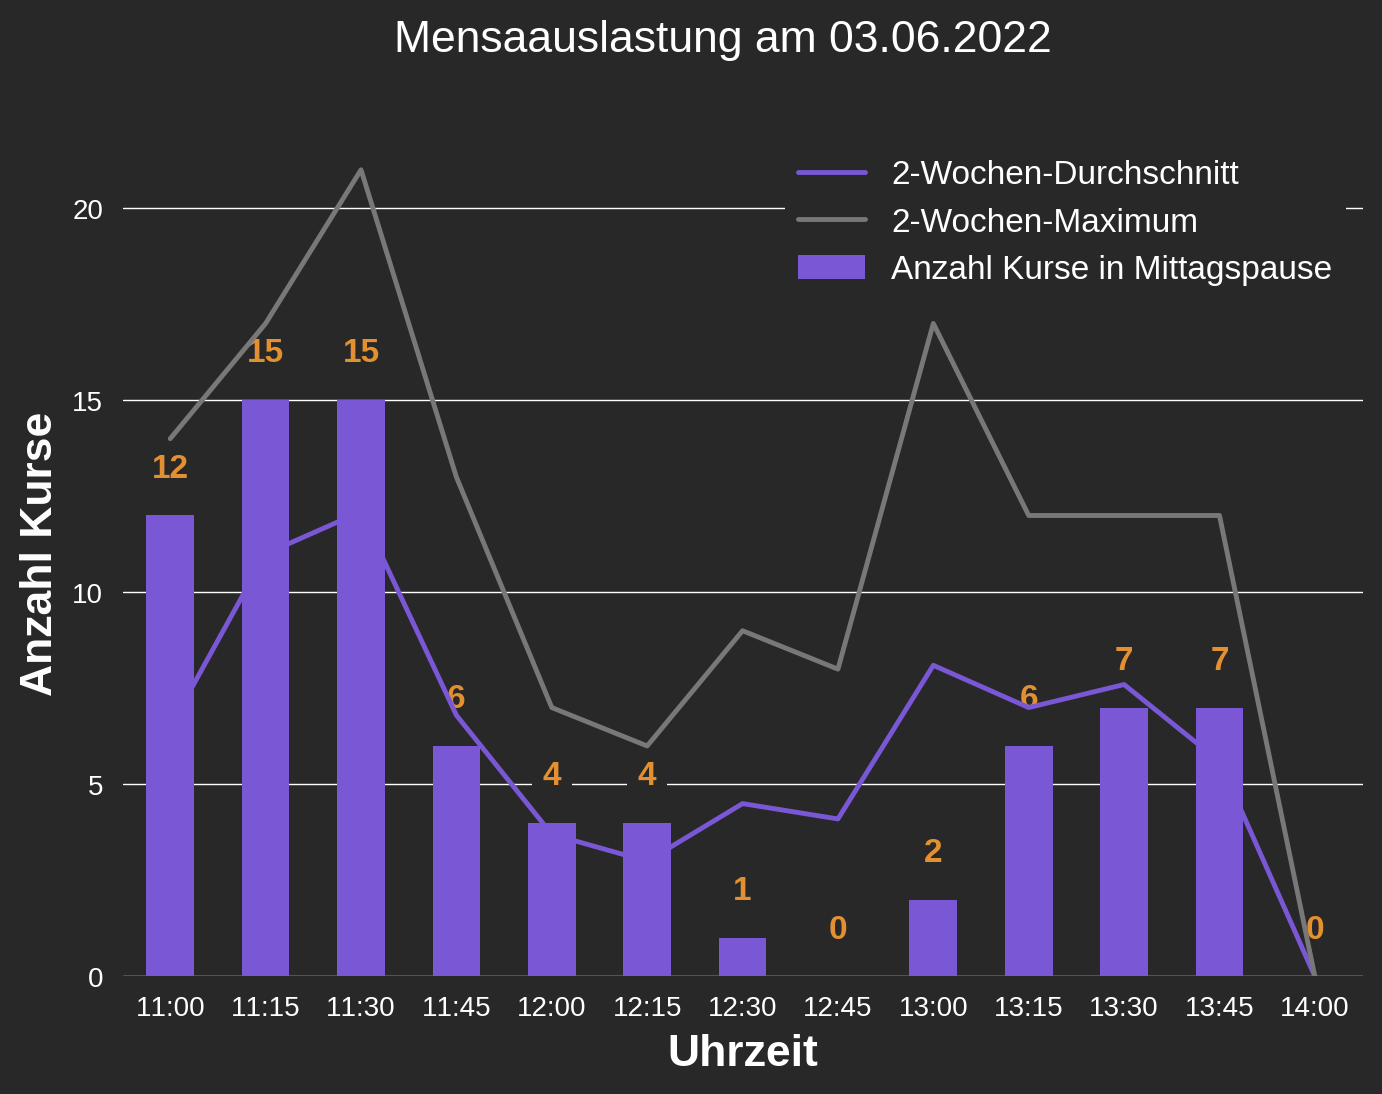 Mensaauslastung am 03.06.2022
2-Wochen-Durchschnitt
2-Wochen-Maximum
Anzahl Kurse in Mittagspause
Anzahl Kurse
20
15
10
5
0
12
15
15
6
4
4
1
0
2
6
7
7
0
11:00 11:15 11:30 11:45 12:00 12:15 12:30 12:45 13:00 13:15 13:30 13:45 14:00
Uhrzeit